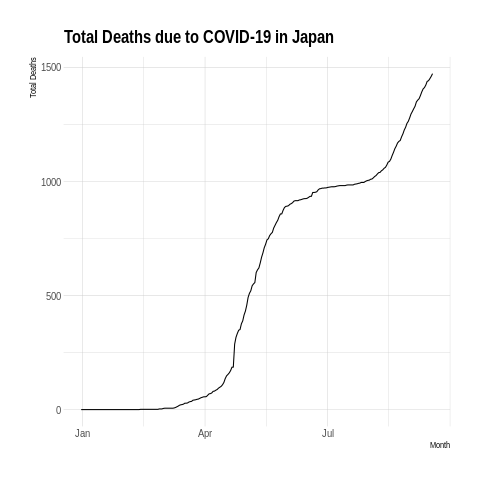 Total Deaths due to COVID-19 in Japan
Total Deaths
1500
1000
500
0
Jan
Apr
Jul
Month